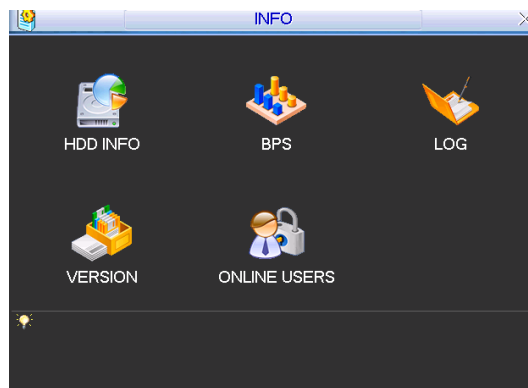 INFO
HDD INFO
BPS
LOG
VERSION
ONLINE USERS